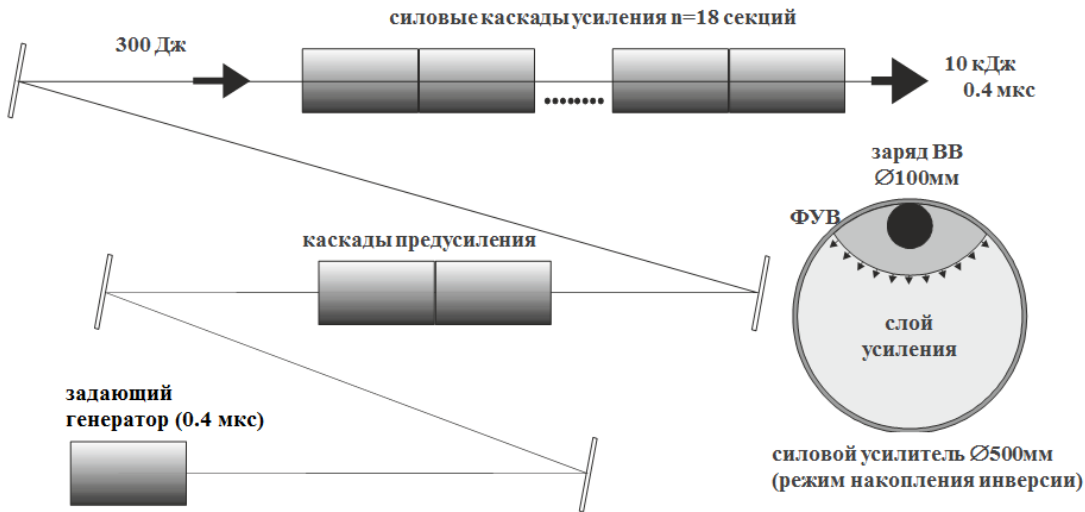 силовые каскады усиления n=18 секций
300 Дж
10 кДж
0.4 мкс
заряд ВВ
∅100мм
ФУВ
каскады предусиления
слой
усиления
задающий
генератор (0.4 мкс)
силовой усилитель ∅500мм
(режим накопления инверсии)